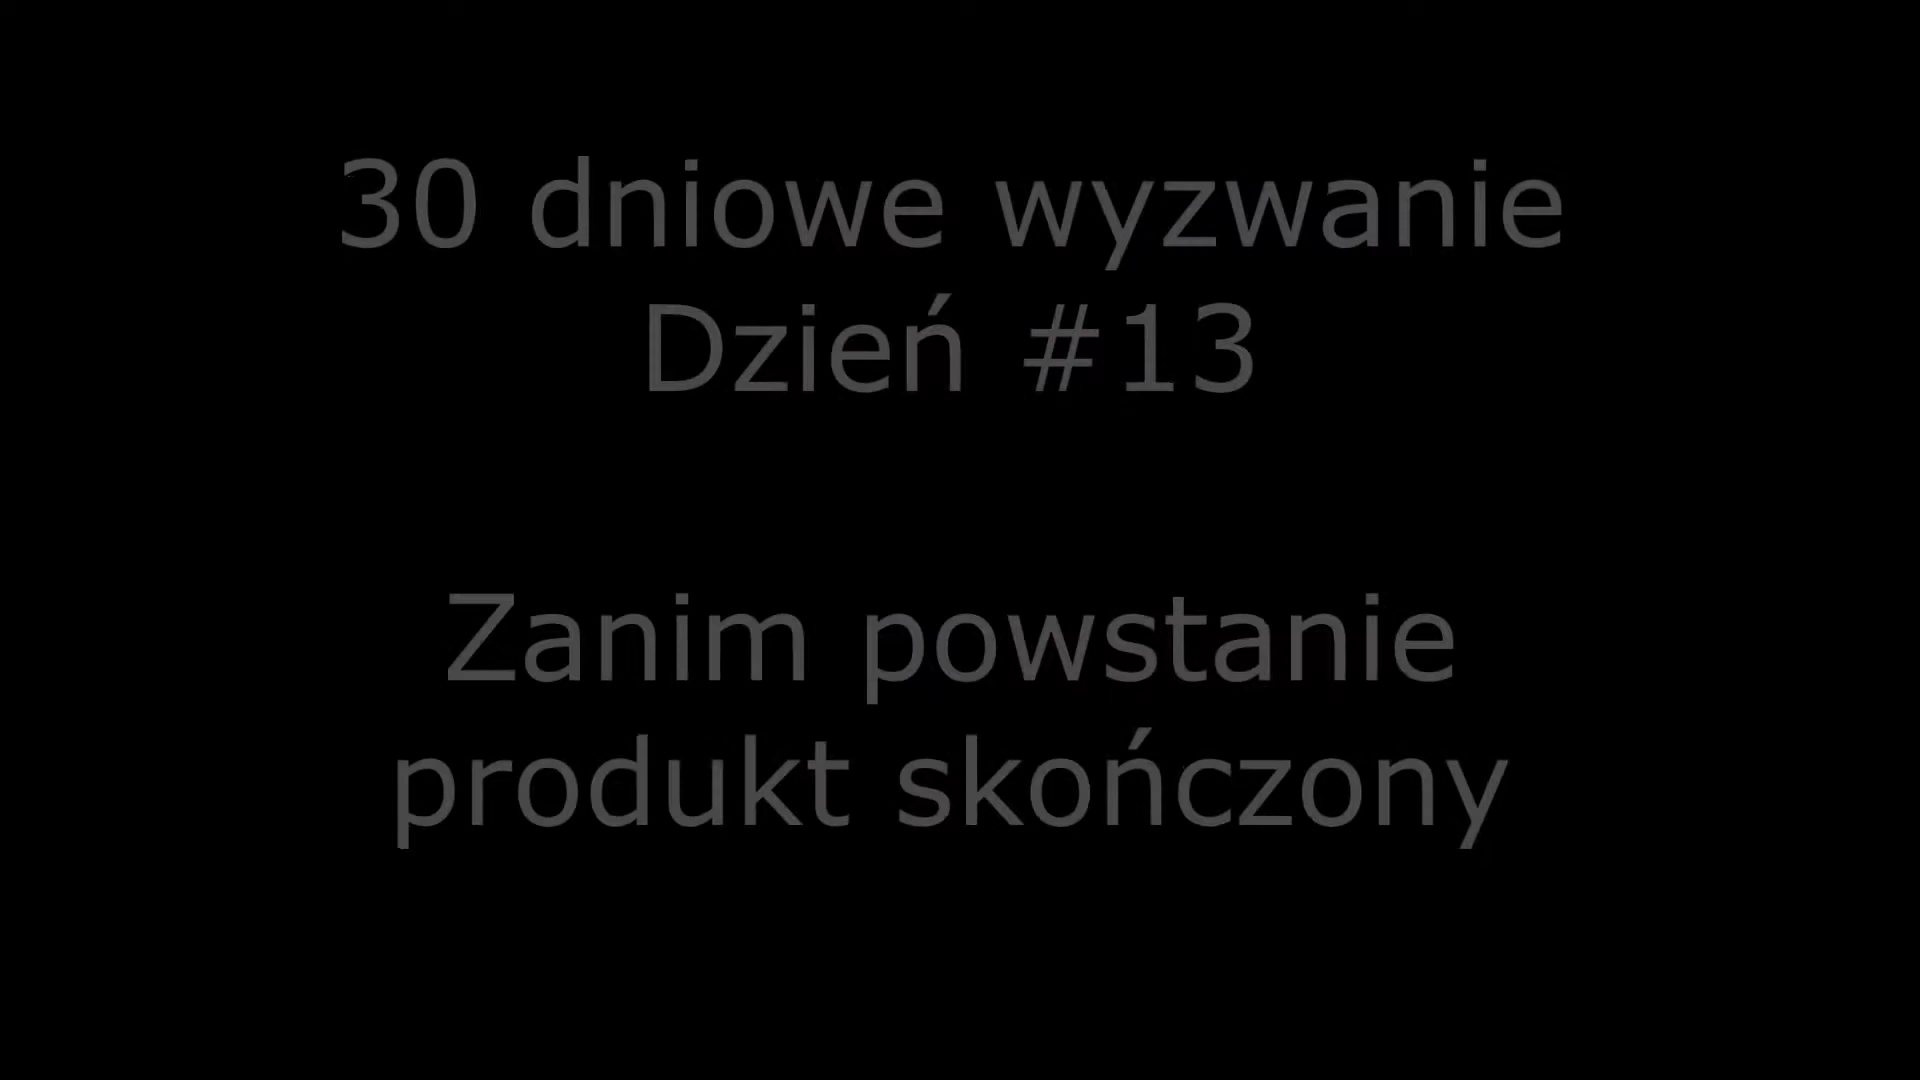 30 dniowe wyzwanie
Dzień #13
Zanim powstanie
produkt skończony